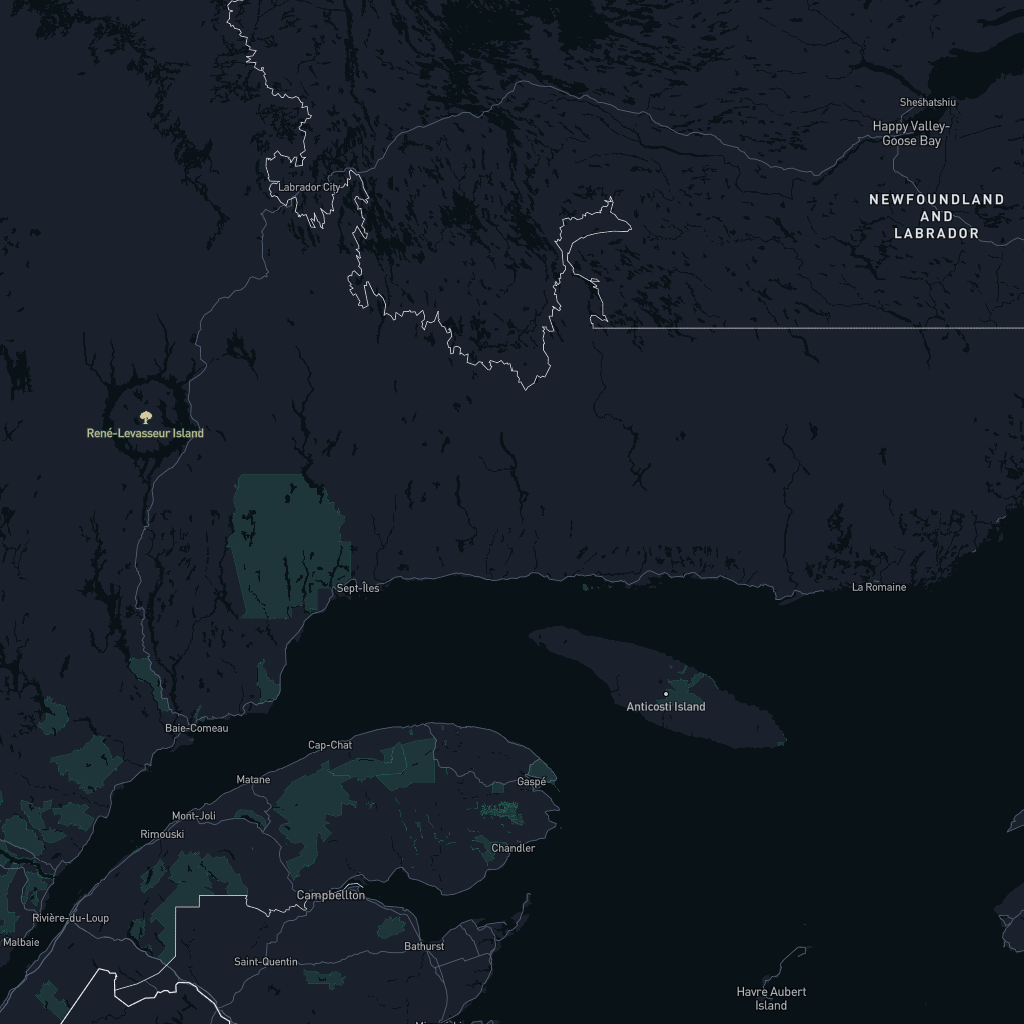 Sheshatshiu
Happy Valley-
Goose Bay
Labrador City
NEWFOUNDLAND
AND
LABRADOR
René-Levasseur Island
Sept-Îles
La Romaine
Anticosti Island
Baie-Comeau
Cap-Chat
Matane
Gaspé
Mont-Joli
Rimouski
Chandler
Campbellton
Rivière-du-Loup
Malbaie
Bathurst
Saint-Quentin
Havre Aubert
Island